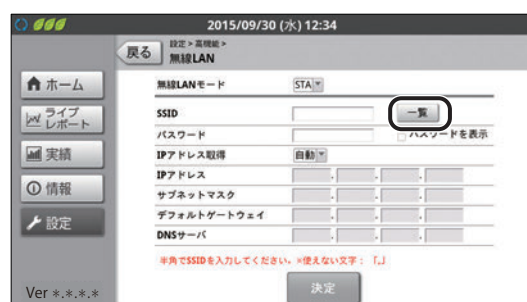 2015/09/30 (水) 12:34
戻る
設定 > 高機能 >
無線LAN
ホーム
ライブ
レポート
実績
情報
設定
Ver *.*.*.*
無線LANモード STA
SSID 一覧
パスワード パスワードを表示
IPアドレス取得 自動
IPアドレス . . .
サブネットマスク . . .
デフォルトゲートウェイ . . .
DNSサーバ . . .
半角でSSIDを入力してください。※使えない文字：「,」
決定